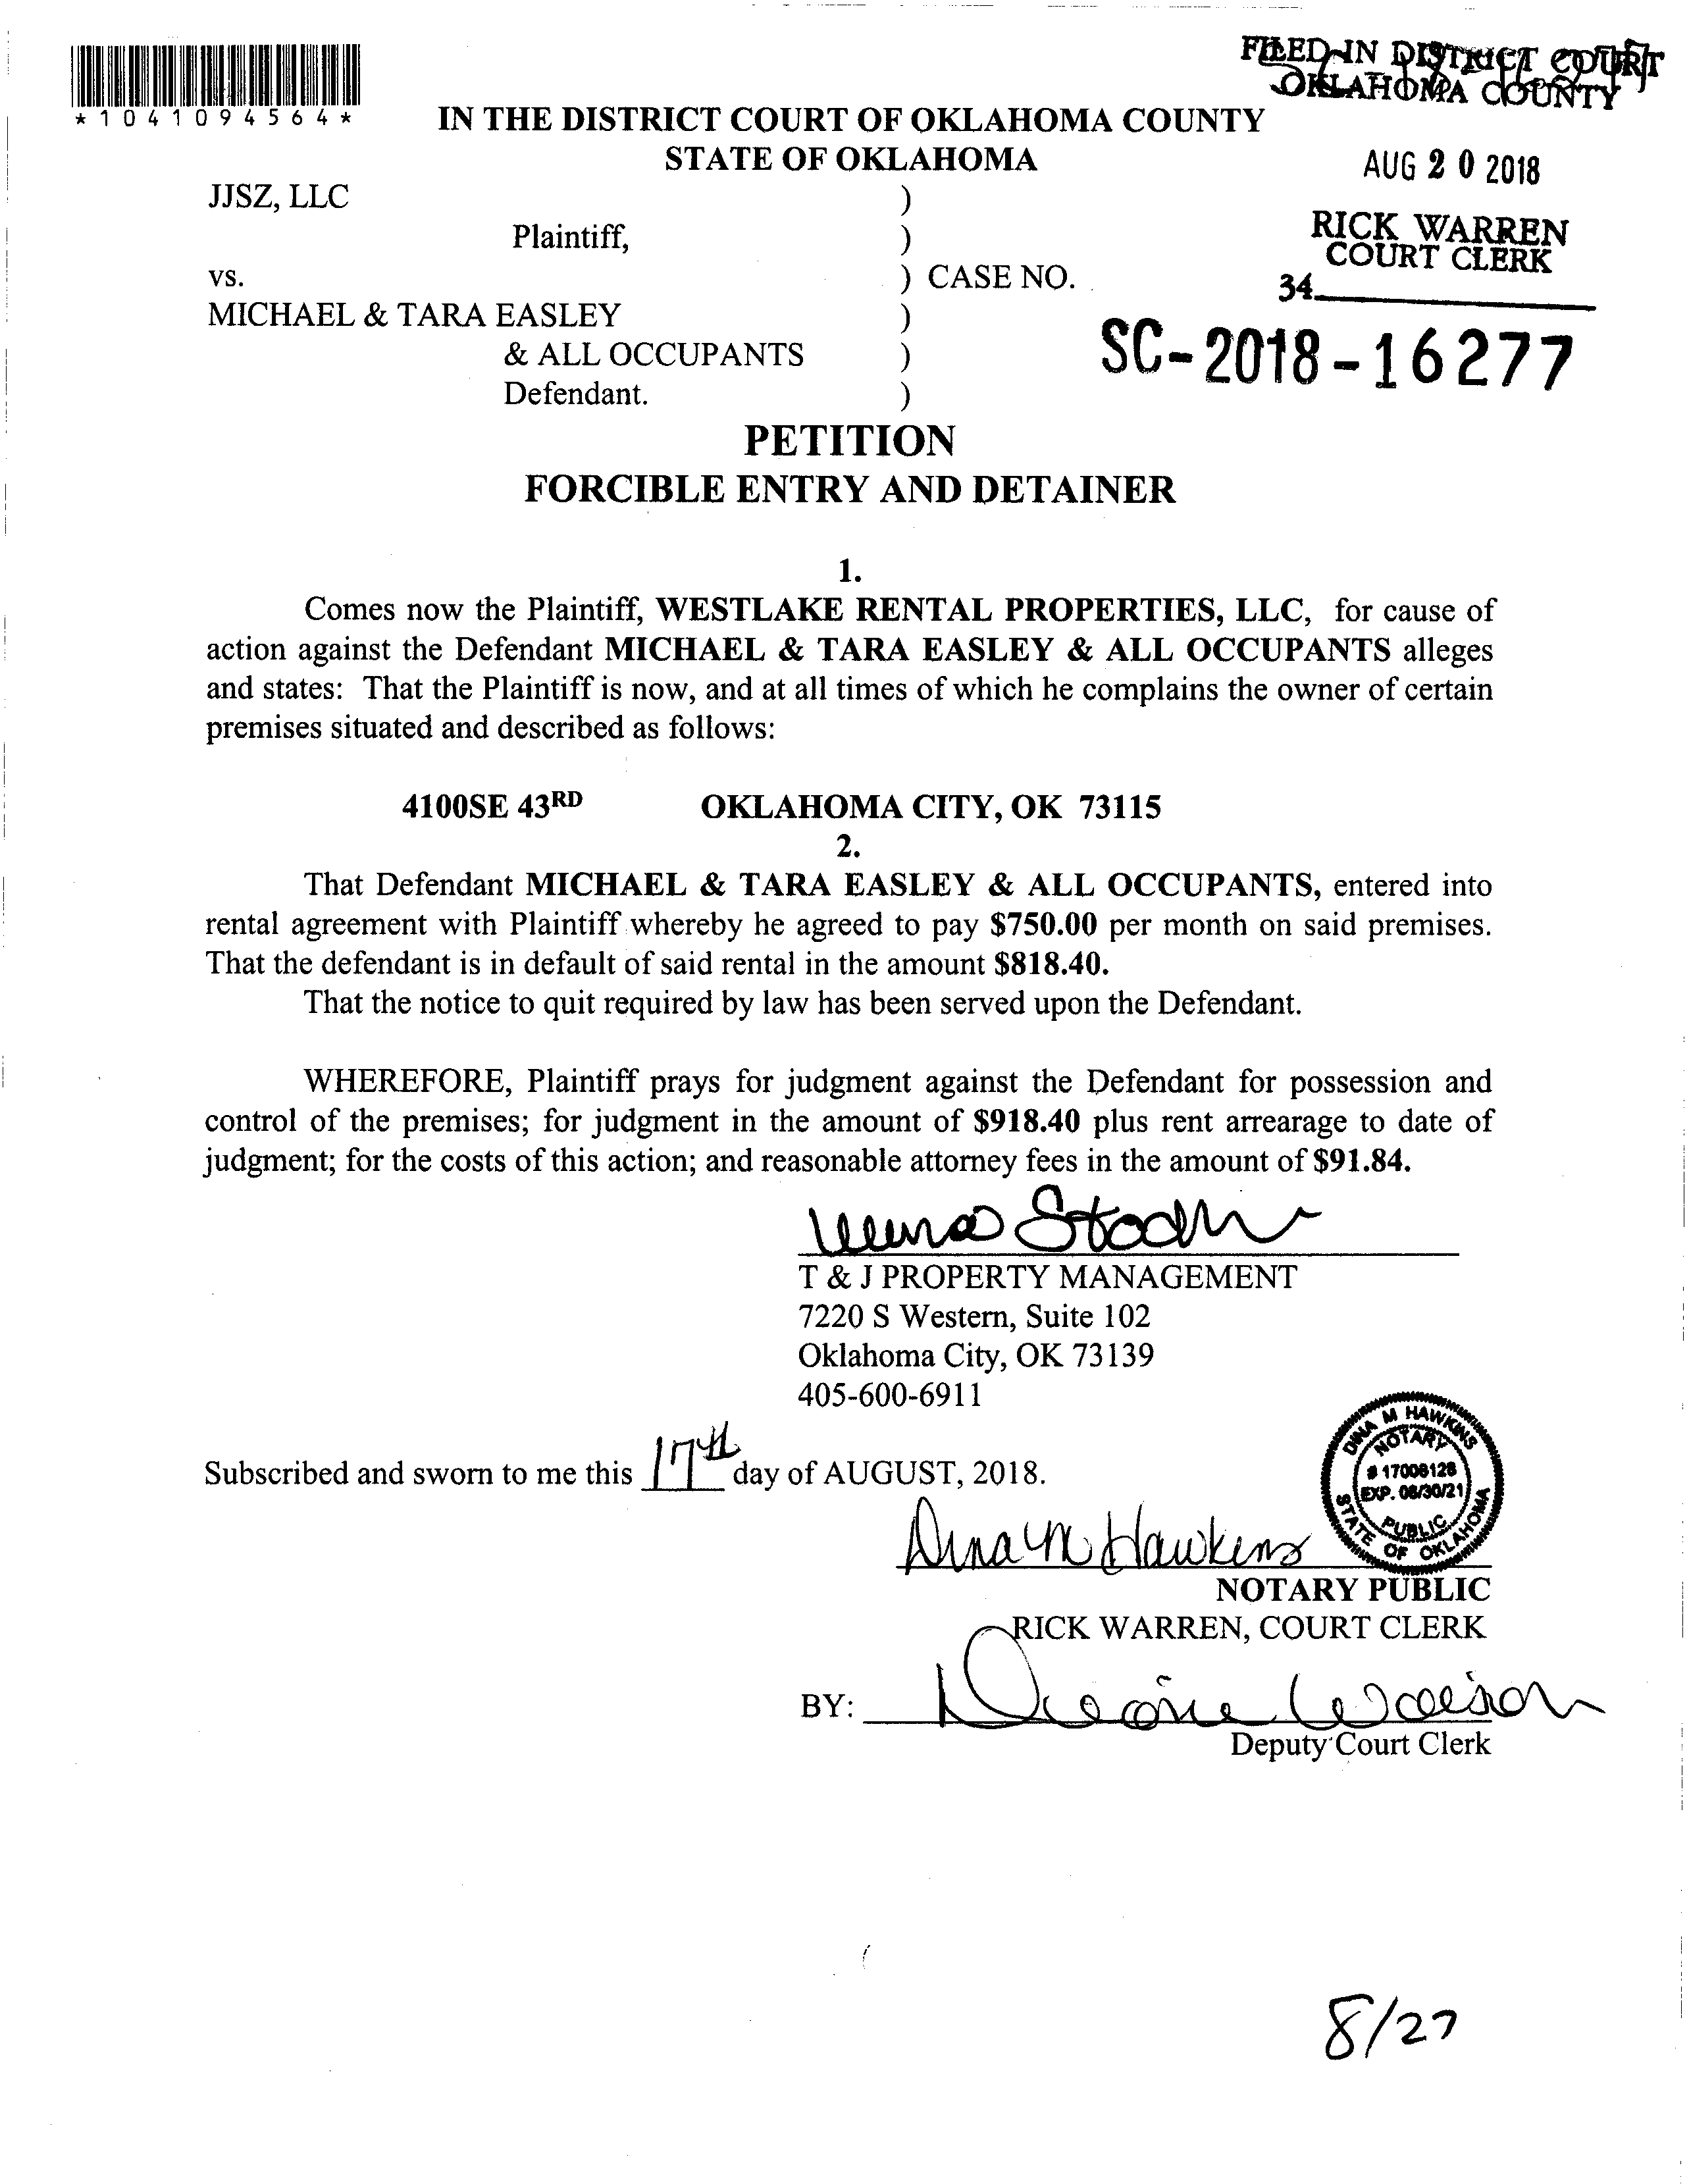 FILED IN DISTRICT COURT
OKLAHOMA COUNTY
*1041094564*
IN THE DISTRICT COURT OF OKLAHOMA COUNTY
STATE OF OKLAHOMA
AUG 20 2018
JJSZ, LLC )
Plaintiff, )
RICK WARREN
COURT CLERK
vs. ) CASE NO.
34
MICHAEL & TARA EASLEY )
& ALL OCCUPANTS )
SC-2018-16277
Defendant. )
PETITION
FORCIBLE ENTRY AND DETAINER
1.
Comes now the Plaintiff, WESTLAKE RENTAL PROPERTIES, LLC, for cause of
action against the Defendant MICHAEL & TARA EASLEY & ALL OCCUPANTS alleges
and states: That the Plaintiff is now, and at all times of which he complains the owner of certain
premises situated and described as follows:
4100SE 43RD OKLAHOMA CITY, OK 73115
2.
That Defendant MICHAEL & TARA EASLEY & ALL OCCUPANTS, entered into
rental agreement with Plaintiff whereby he agreed to pay $750.00 per month on said premises.
That the defendant is in default of said rental in the amount $818.40.
That the notice to quit required by law has been served upon the Defendant.
WHEREFORE, Plaintiff prays for judgment against the Defendant for possession and
control of the premises; for judgment in the amount of $918.40 plus rent arrearage to date of
judgment; for the costs of this action; and reasonable attorney fees in the amount of $91.84.
T & J PROPERTY MANAGEMENT
7220 S Western, Suite 102
Oklahoma City, OK 73139
405-600-6911
Subscribed and sworn to me this 17th day of AUGUST, 2018.
DINA M HAWKINS
NOTARY
# 17008128
EXP. 08/30/21
PUBLIC
STATE OF OKLAHOMA
Dina M Hawkins
NOTARY PUBLIC
RICK WARREN, COURT CLERK
BY:
Deputy Court Clerk
8/27